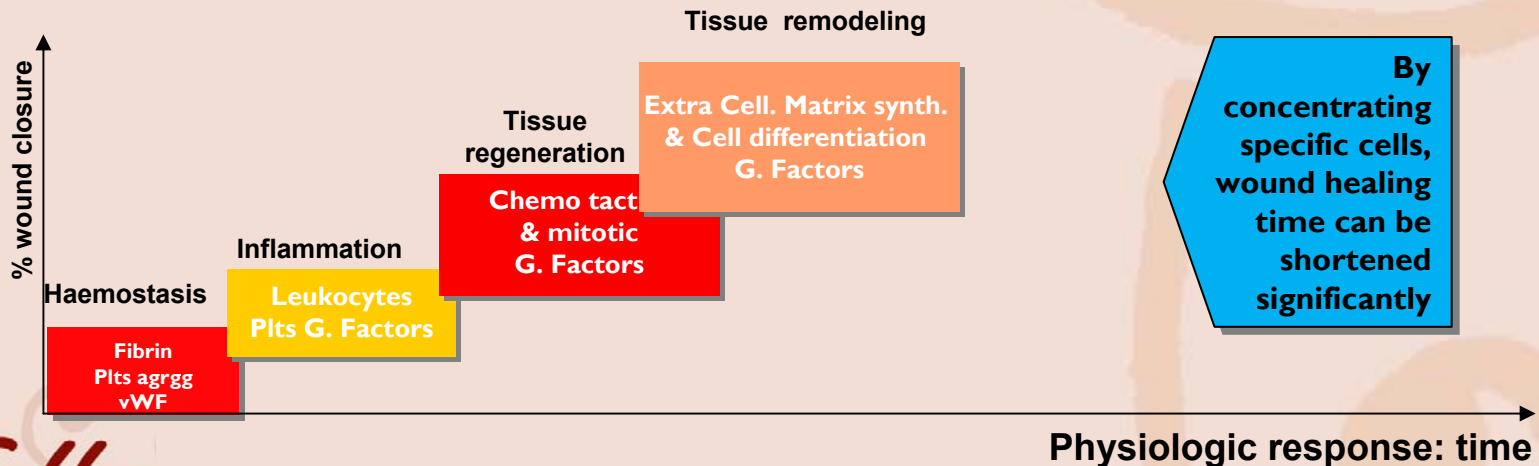 Tissue remodeling
% wound closure
Extra Cell. Matrix synth.
& Cell differentiation
G. Factors
Tissue
regeneration
Chemo tact
& mitotic
G. Factors
Inflammation
Leukocytes
Plts G. Factors
Haemostasis
Fibrin
Plts agrgg
vWF
By
concentrating
specific cells,
wound healing
time can be
shortened
significantly
Physiologic response: time